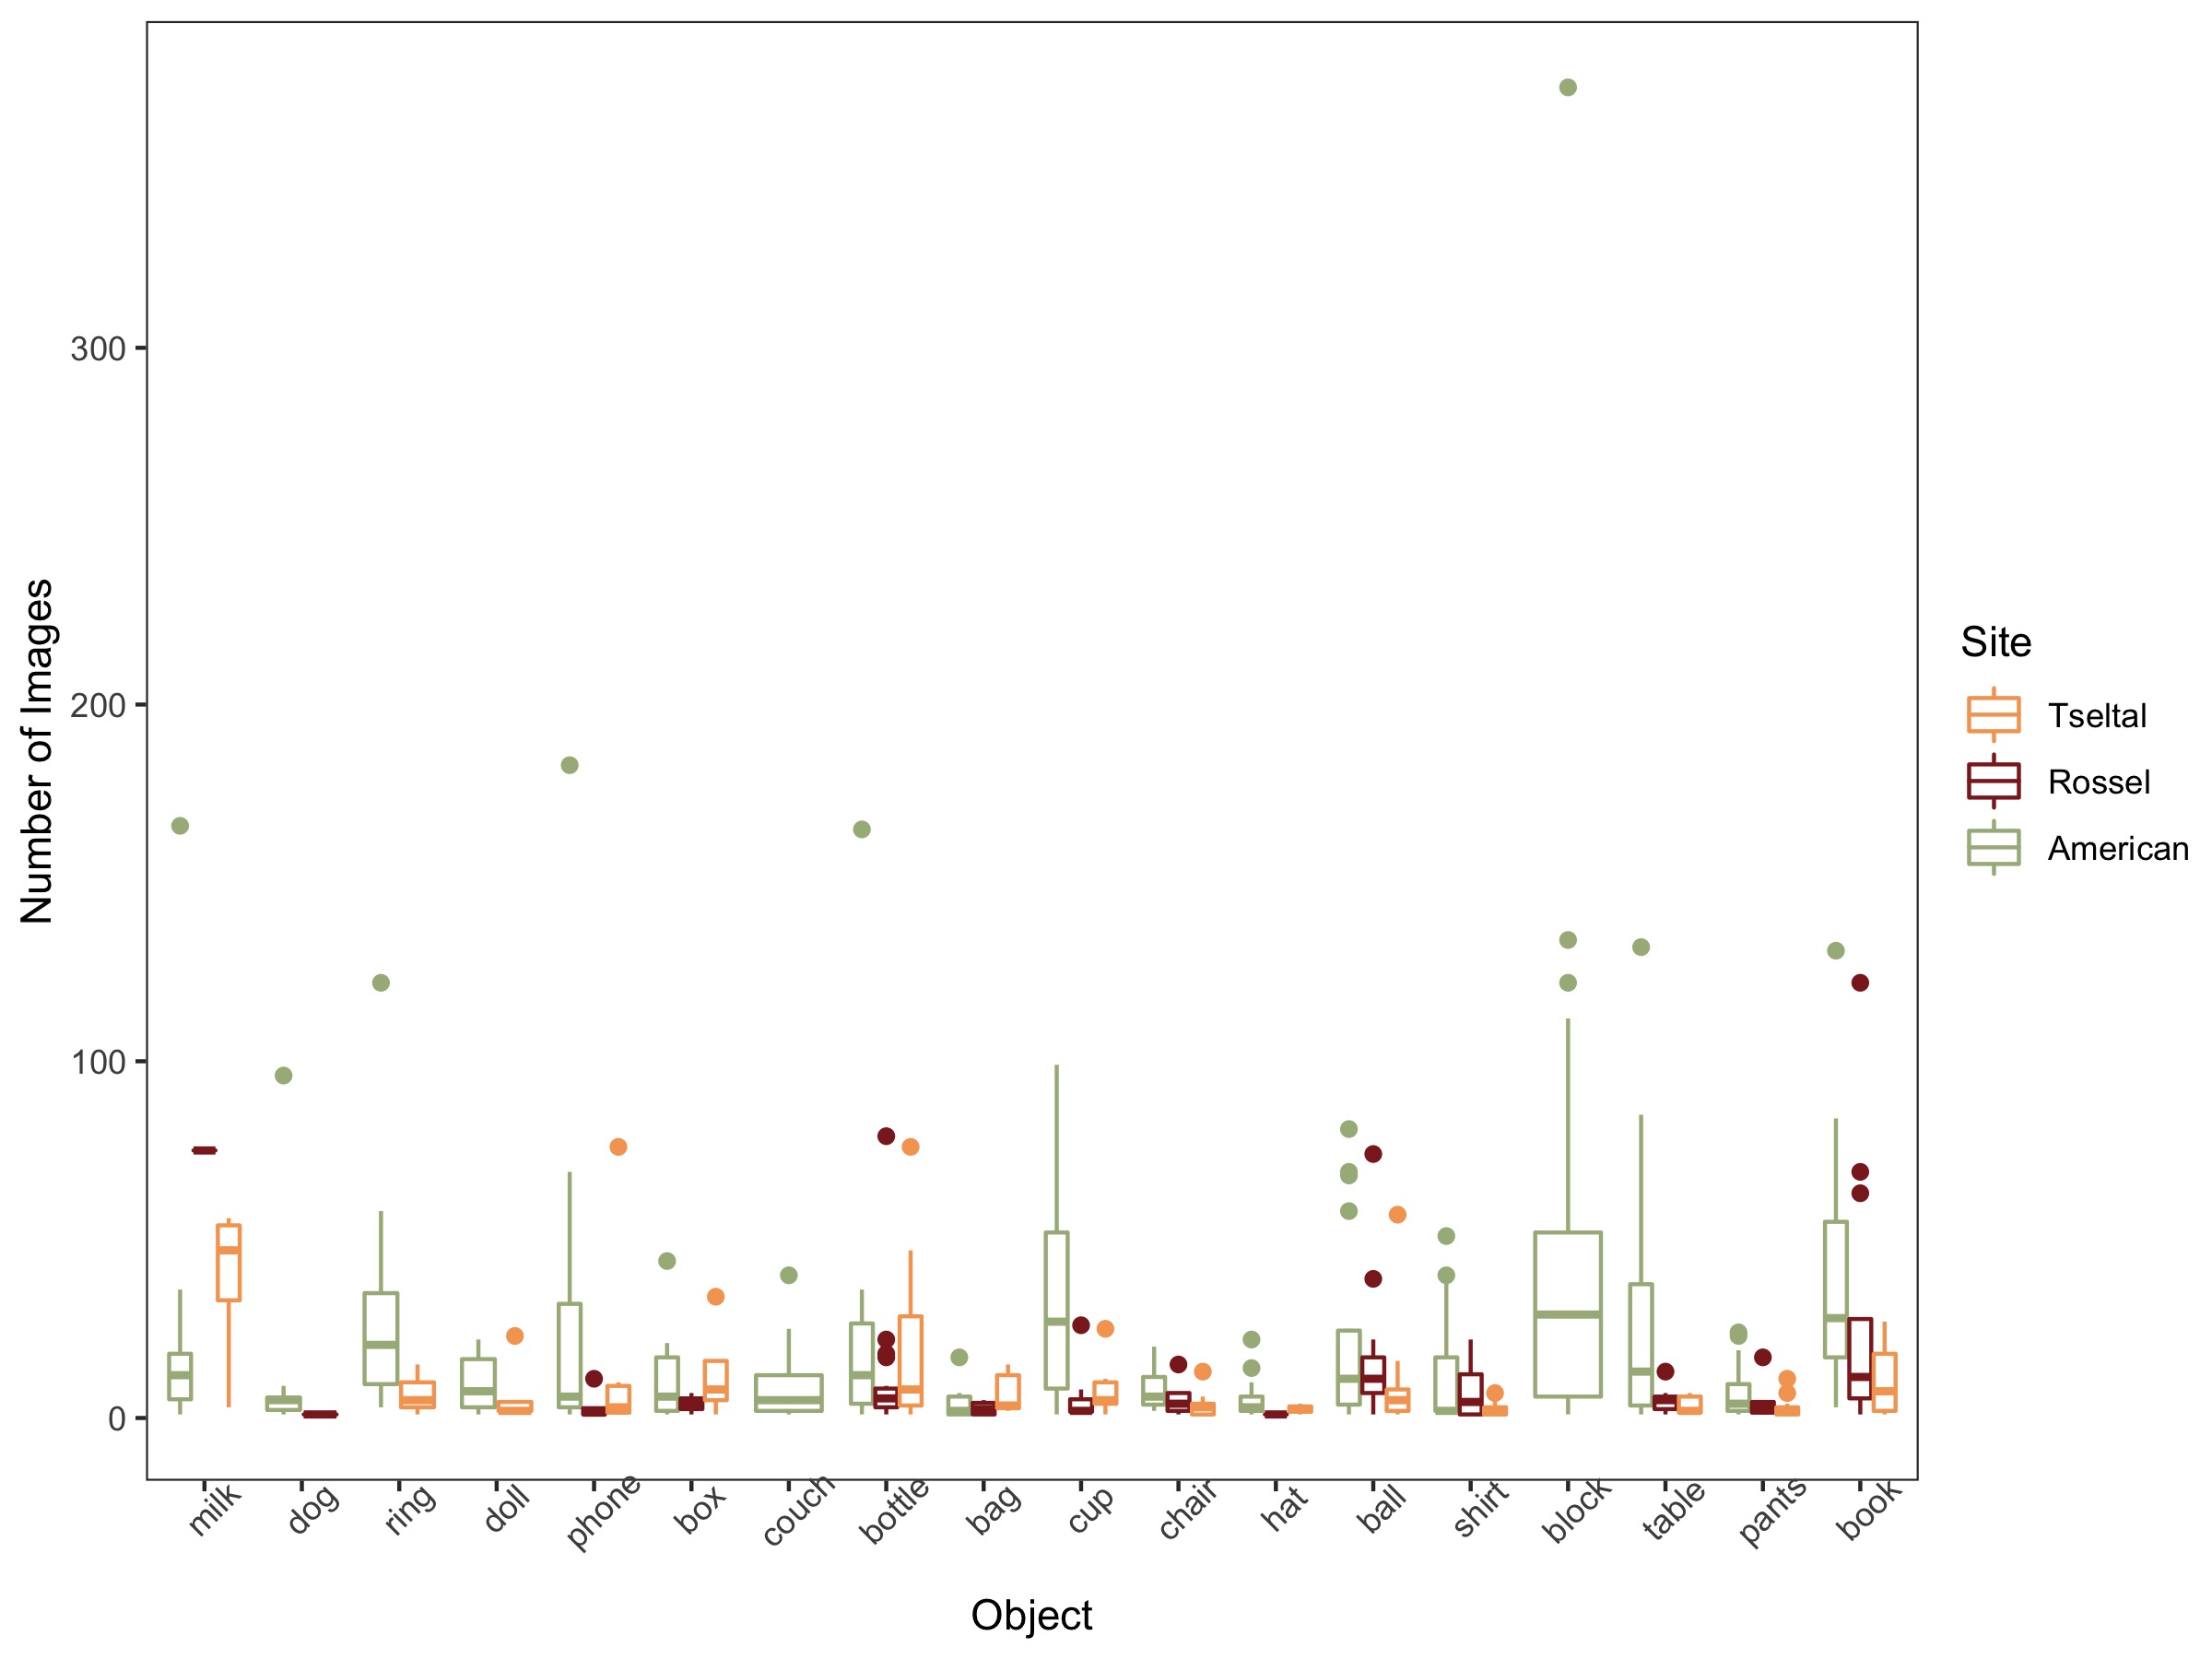 Number of Images
300
200
100
0
milk
dog
ring
doll
phone
box
couch
bottle
bag
cup
chair
hat
ball
shirt
block
table
pants
book
Object
Site
Tseltal
Rossel
American